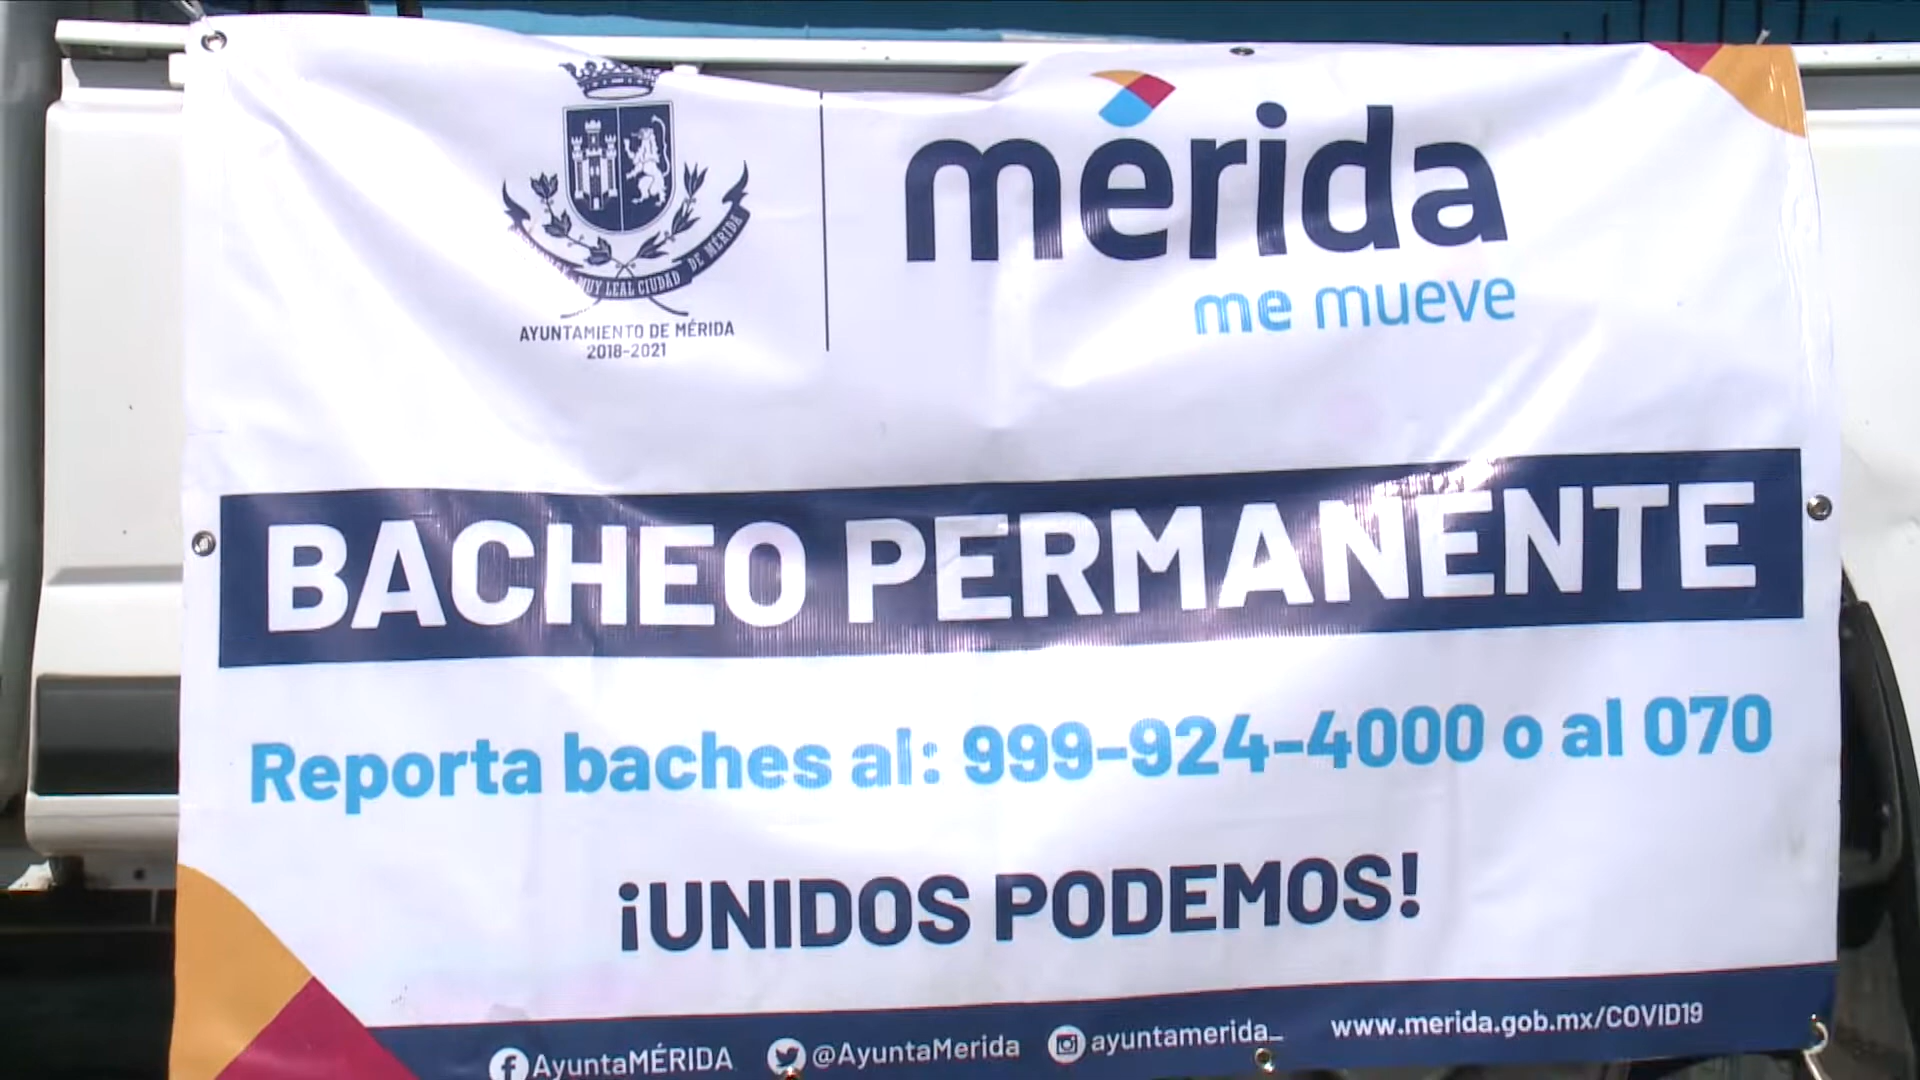 MUY LEAL CIUDAD DE MÉRIDA
AYUNTAMIENTO DE MÉRIDA
2018-2021
mérida
me mueve
BACHEO PERMANENTE
Reporta baches al: 999-924-4000 o al 070
¡UNIDOS PODEMOS!
AyuntaMÉRIDA @AyuntaMerida ayuntamerida_ www.merida.gob.mx/COVID19